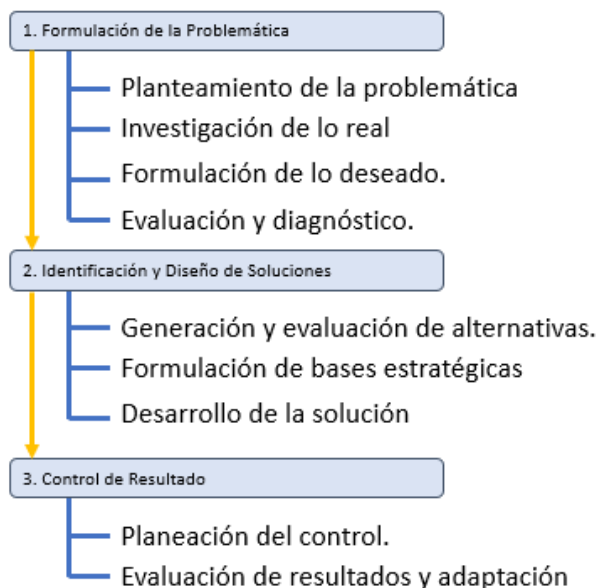 1. Formulación de la Problemática
Planteamiento de la problemática
Investigación de lo real
Formulación de lo deseado.
Evaluación y diagnóstico.
2. Identificación y Diseño de Soluciones
Generación y evaluación de alternativas.
Formulación de bases estratégicas
Desarrollo de la solución
3. Control de Resultado
Planeación del control.
Evaluación de resultados y adaptación